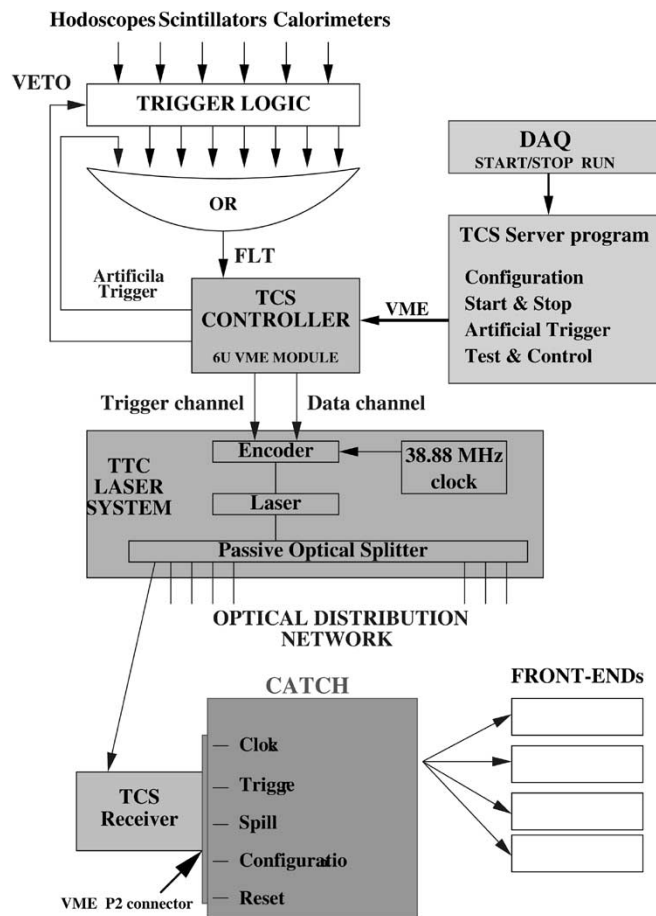 Hodoscopes Scintillators Calorimeters
VETO
TRIGGER LOGIC
OR
FLT
Artificila
Trigger
TCS
CONTROLLER
6U VME MODULE
VME
DAQ
START/STOP RUN
TCS Server program
Configuration
Start & Stop
Artificial Trigger
Test & Control
Trigger channel
Data channel
TTC
LASER
SYSTEM
Encoder
38.88 MHz
clock
Laser
Passive Optical Splitter
OPTICAL DISTRIBUTION
NETWORK
CATCH
FRONT-ENDs
TCS
Receiver
Clok
Trigge
Spill
Configuratio
Reset
VME P2 connector